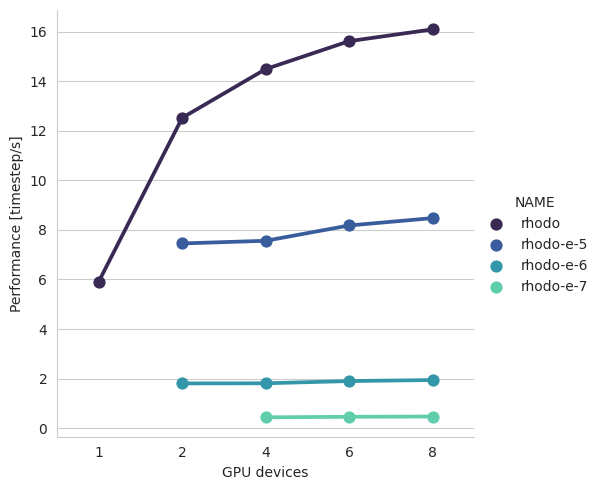 16
14
12
10
8
6
4
2
0
Performance [timestep/s]
1 2 4 6 8
GPU devices
NAME
rhodo
rhodo-e-5
rhodo-e-6
rhodo-e-7